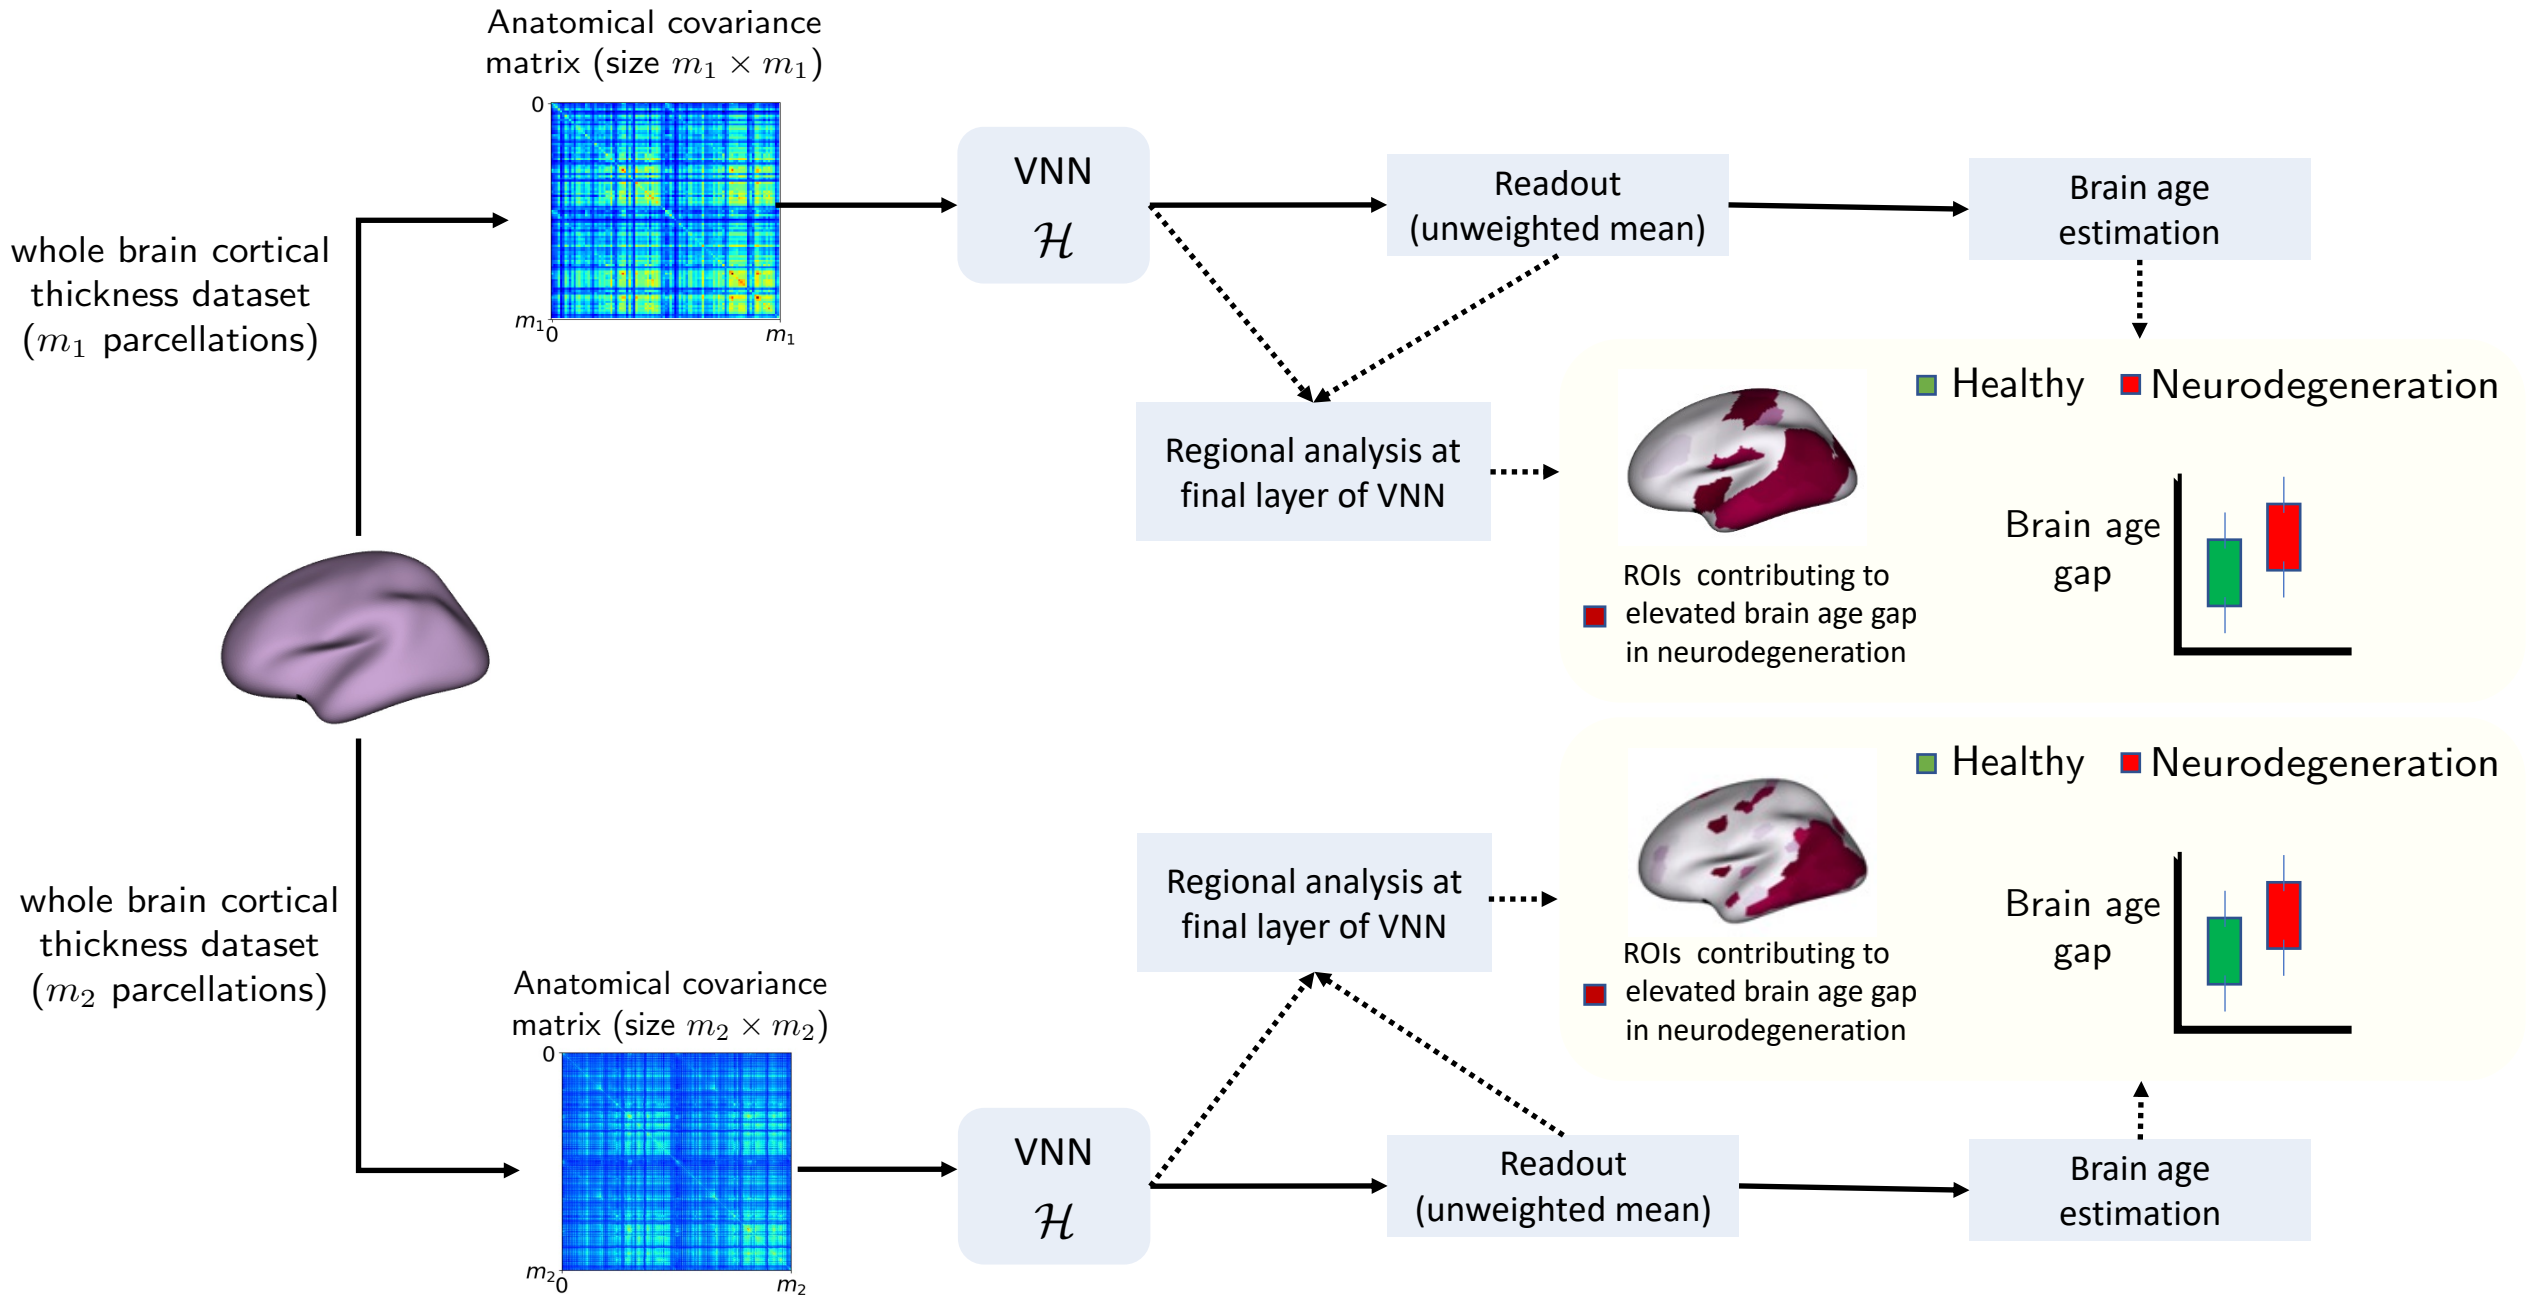 Anatomical covariance
matrix (size m₁ × m₁)
0
m₁
0
m₁
whole brain cortical
thickness dataset
(m₁ parcellations)
VNN
ℋ
Readout
(unweighted mean)
Brain age
estimation
Regional analysis at
final layer of VNN
Healthy
Neurodegeneration
ROIs contributing to
elevated brain age gap
in neurodegeneration
Brain age
gap
whole brain cortical
thickness dataset
(m₂ parcellations)
Anatomical covariance
matrix (size m₂ × m₂)
0
m₂
0
m₂
VNN
ℋ
Regional analysis at
final layer of VNN
Healthy
Neurodegeneration
ROIs contributing to
elevated brain age gap
in neurodegeneration
Brain age
gap
Readout
(unweighted mean)
Brain age
estimation